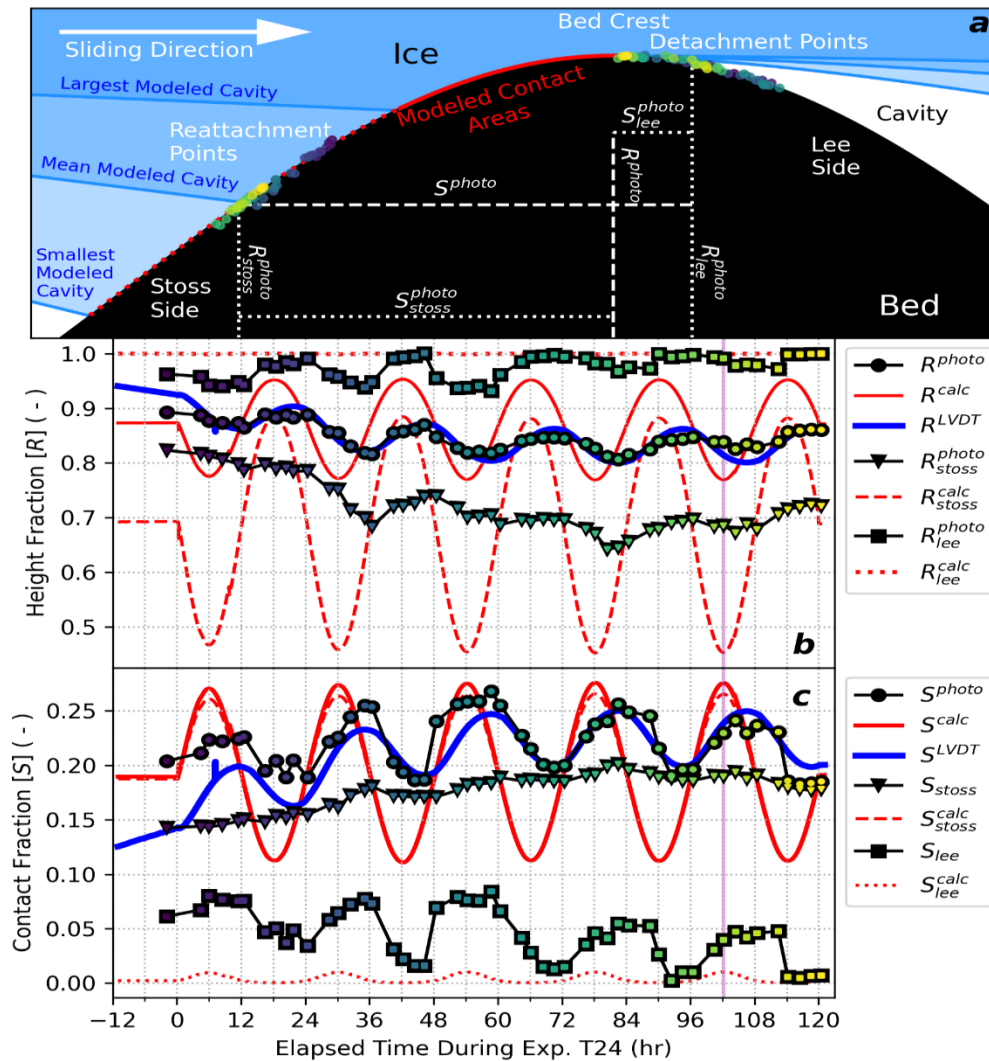 Bed Crest
a
Sliding Direction
Ice
Detachment Points
Largest Modeled Cavity
Modeled Contact
Areas
S_lee^photo
Cavity
Reattachment
Points
R^photo
Lee
Side
Mean Modeled Cavity
S^photo
Smallest
Modeled
Cavity
R_stoss^photo
R_lee^photo
Stoss
Side
S_stoss^photo
Bed
Height Fraction [R] ( - )
1.0
0.9
0.8
0.7
0.6
0.5
b
R^photo
R^calc
R^LVDT
R_stoss^photo
R_stoss^calc
R_lee^photo
R_lee^calc
Contact Fraction [S] ( - )
0.25
0.20
0.15
0.10
0.05
0.00
c
S^photo
S^calc
S^LVDT
S_stoss
S_stoss^calc
S_lee
S_lee^calc
−12 0 12 24 36 48 60 72 84 96 108 120
Elapsed Time During Exp. T24 (hr)